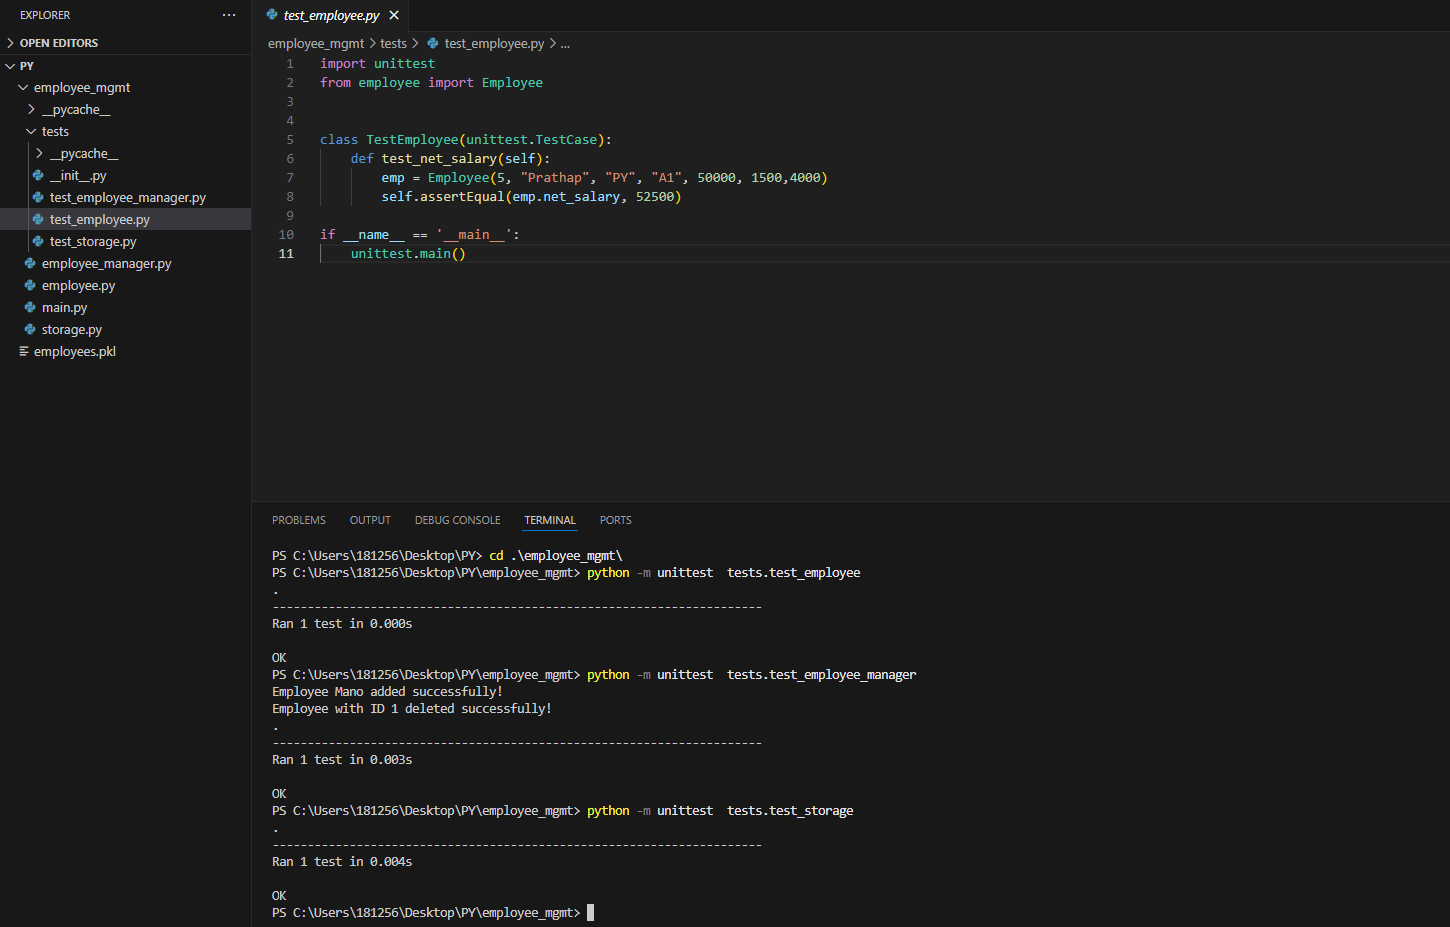 EXPLORER
OPEN EDITORS
PY
employee_mgmt
__pycache__
tests
__pycache__
__init__.py
test_employee_manager.py
test_employee.py
test_storage.py
employee_manager.py
employee.py
main.py
storage.py
employees.pkl
test_employee.py
employee_mgmt > tests > test_employee.py > ...
1 import unittest
2 from employee import Employee
3
4
5 class TestEmployee(unittest.TestCase):
6     def test_net_salary(self):
7         emp = Employee(5, "Prathap", "PY", "A1", 50000, 1500,4000)
8         self.assertEqual(emp.net_salary, 52500)
9
10 if __name__ == '__main__':
11     unittest.main()
PROBLEMS OUTPUT DEBUG CONSOLE TERMINAL PORTS
PS C:\Users\181256\Desktop\PY> cd .\employee_mgmt\
PS C:\Users\181256\Desktop\PY\employee_mgmt> python -m unittest  tests.test_employee
.
----------------------------------------------------------------------
Ran 1 test in 0.000s
OK
PS C:\Users\181256\Desktop\PY\employee_mgmt> python -m unittest  tests.test_employee_manager
Employee Mano added successfully!
Employee with ID 1 deleted successfully!
.
----------------------------------------------------------------------
Ran 1 test in 0.003s
OK
PS C:\Users\181256\Desktop\PY\employee_mgmt> python -m unittest  tests.test_storage
.
----------------------------------------------------------------------
Ran 1 test in 0.004s
OK
PS C:\Users\181256\Desktop\PY\employee_mgmt>